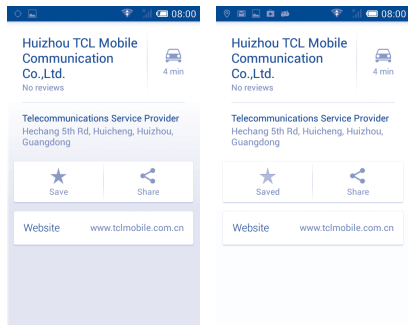 08:00
Huizhou TCL Mobile
Communication
Co.,Ltd.
No reviews
4 min
Telecommunications Service Provider
Hechang 5th Rd, Huicheng, Huizhou,
Guangdong
Save
Share
Website www.tclmobile.com.cn
08:00
Huizhou TCL Mobile
Communication
Co.,Ltd.
No reviews
4 min
Telecommunications Service Provider
Hechang 5th Rd, Huicheng, Huizhou,
Guangdong
Saved
Share
Website www.tclmobile.com.cn